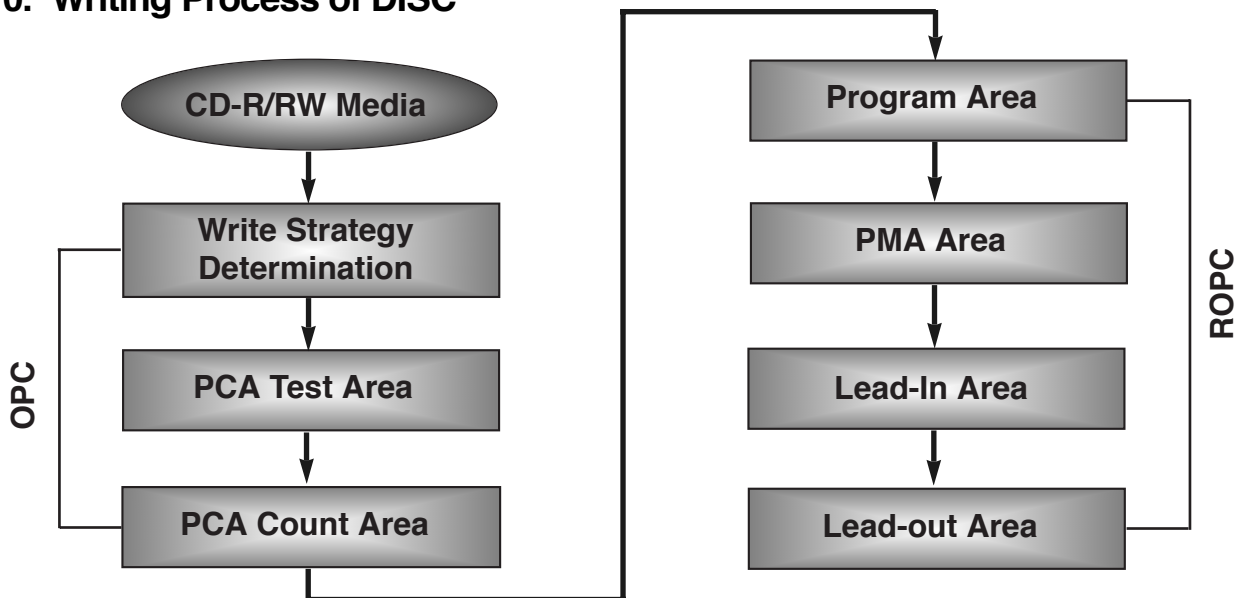 0. Writing Process of DISC
CD-R/RW Media
Write Strategy
Determination
PCA Test Area
PCA Count Area
OPC
Program Area
PMA Area
Lead-In Area
Lead-out Area
ROPC